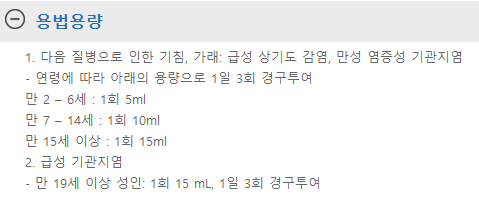 용법용량
1. 다음 질병으로 인한 기침, 가래: 급성 상기도 감염, 만성 염증성 기관지염
- 연령에 따라 아래의 용량으로 1일 3회 경구투여
만 2 – 6세 : 1회 5ml
만 7 – 14세 : 1회 10ml
만 15세 이상 : 1회 15ml
2. 급성 기관지염
- 만 19세 이상 성인: 1회 15 mL, 1일 3회 경구투여